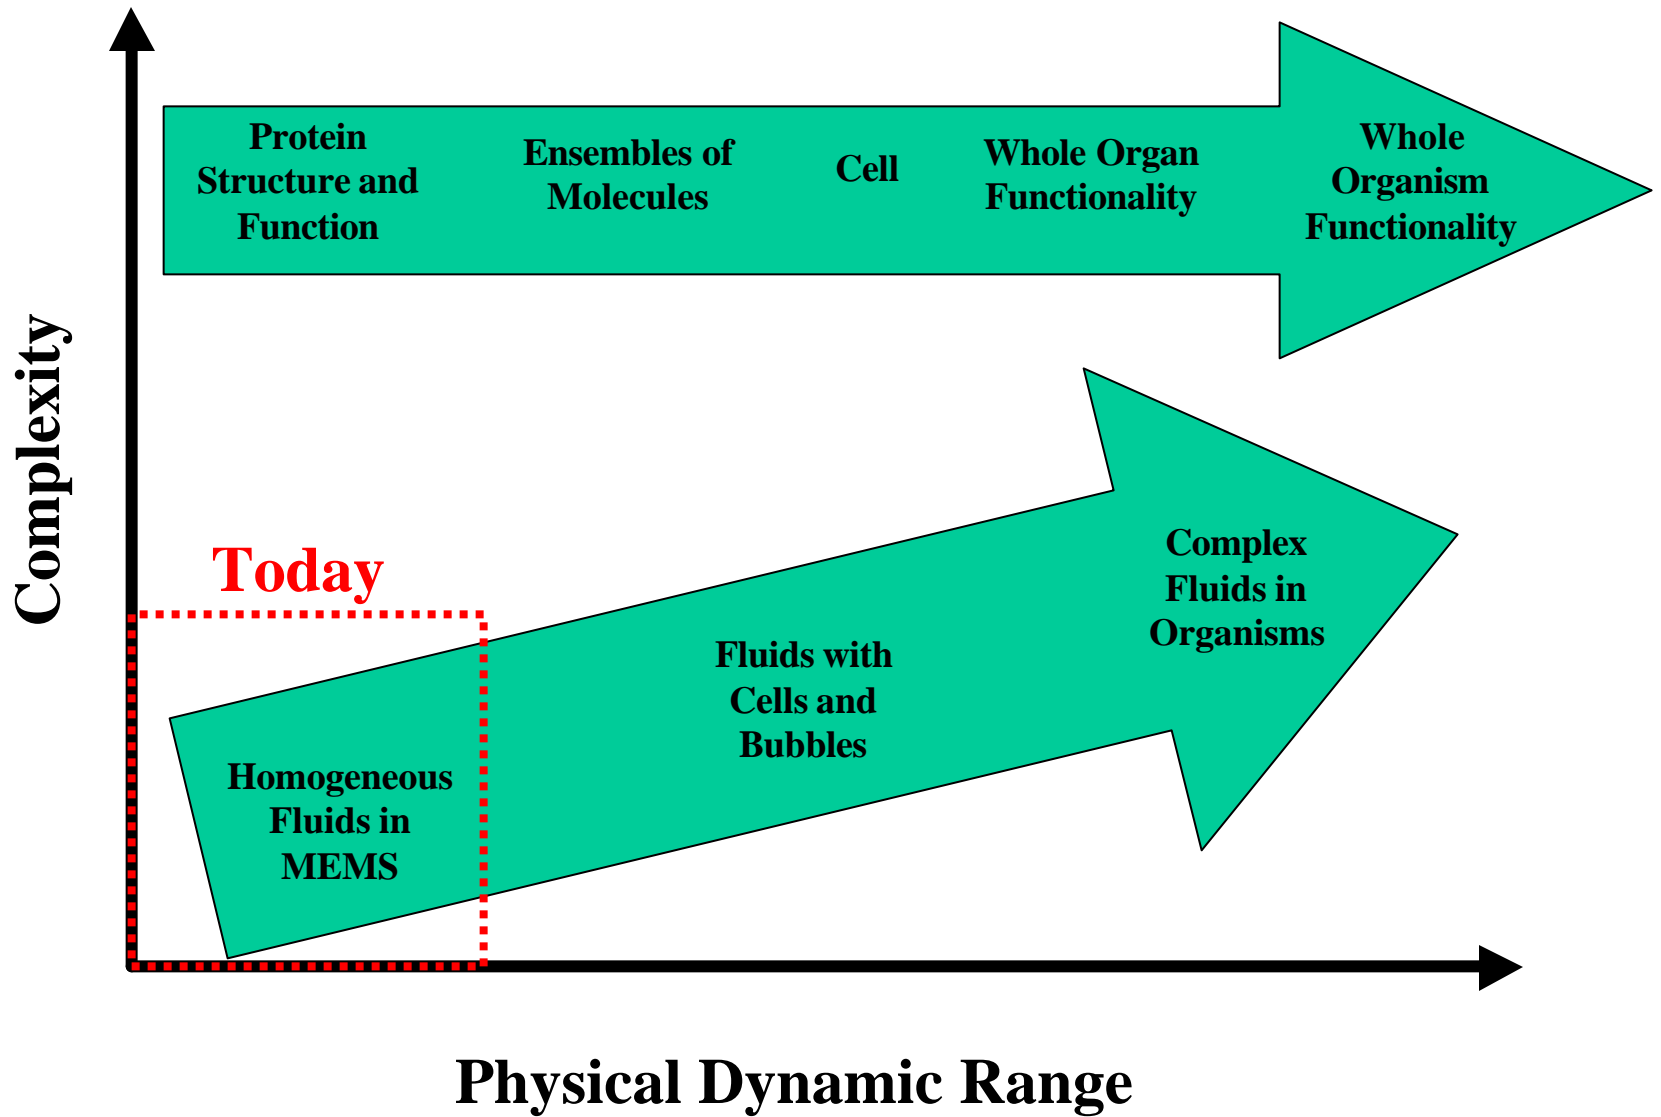 Protein
Structure and
Function
Ensembles of
Molecules
Cell
Whole Organ
Functionality
Whole
Organism
Functionality
Complexity
Today
Complex
Fluids in
Organisms
Fluids with
Cells and
Bubbles
Homogeneous
Fluids in
MEMS
Physical Dynamic Range